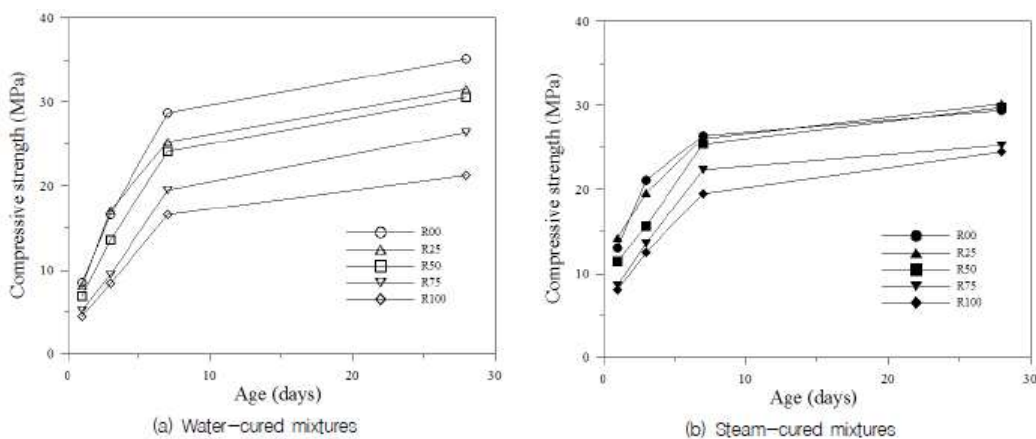 40
30
20
10
0
Compressive strength (MPa)
R00
R25
R50
R75
R100
0 10 20 30
Age (days)
(a) Water-cured mixtures
40
30
20
10
0
Compressive strength (MPa)
R00
R25
R50
R75
R100
0 10 20 30
Age (days)
(b) Steam-cured mixtures